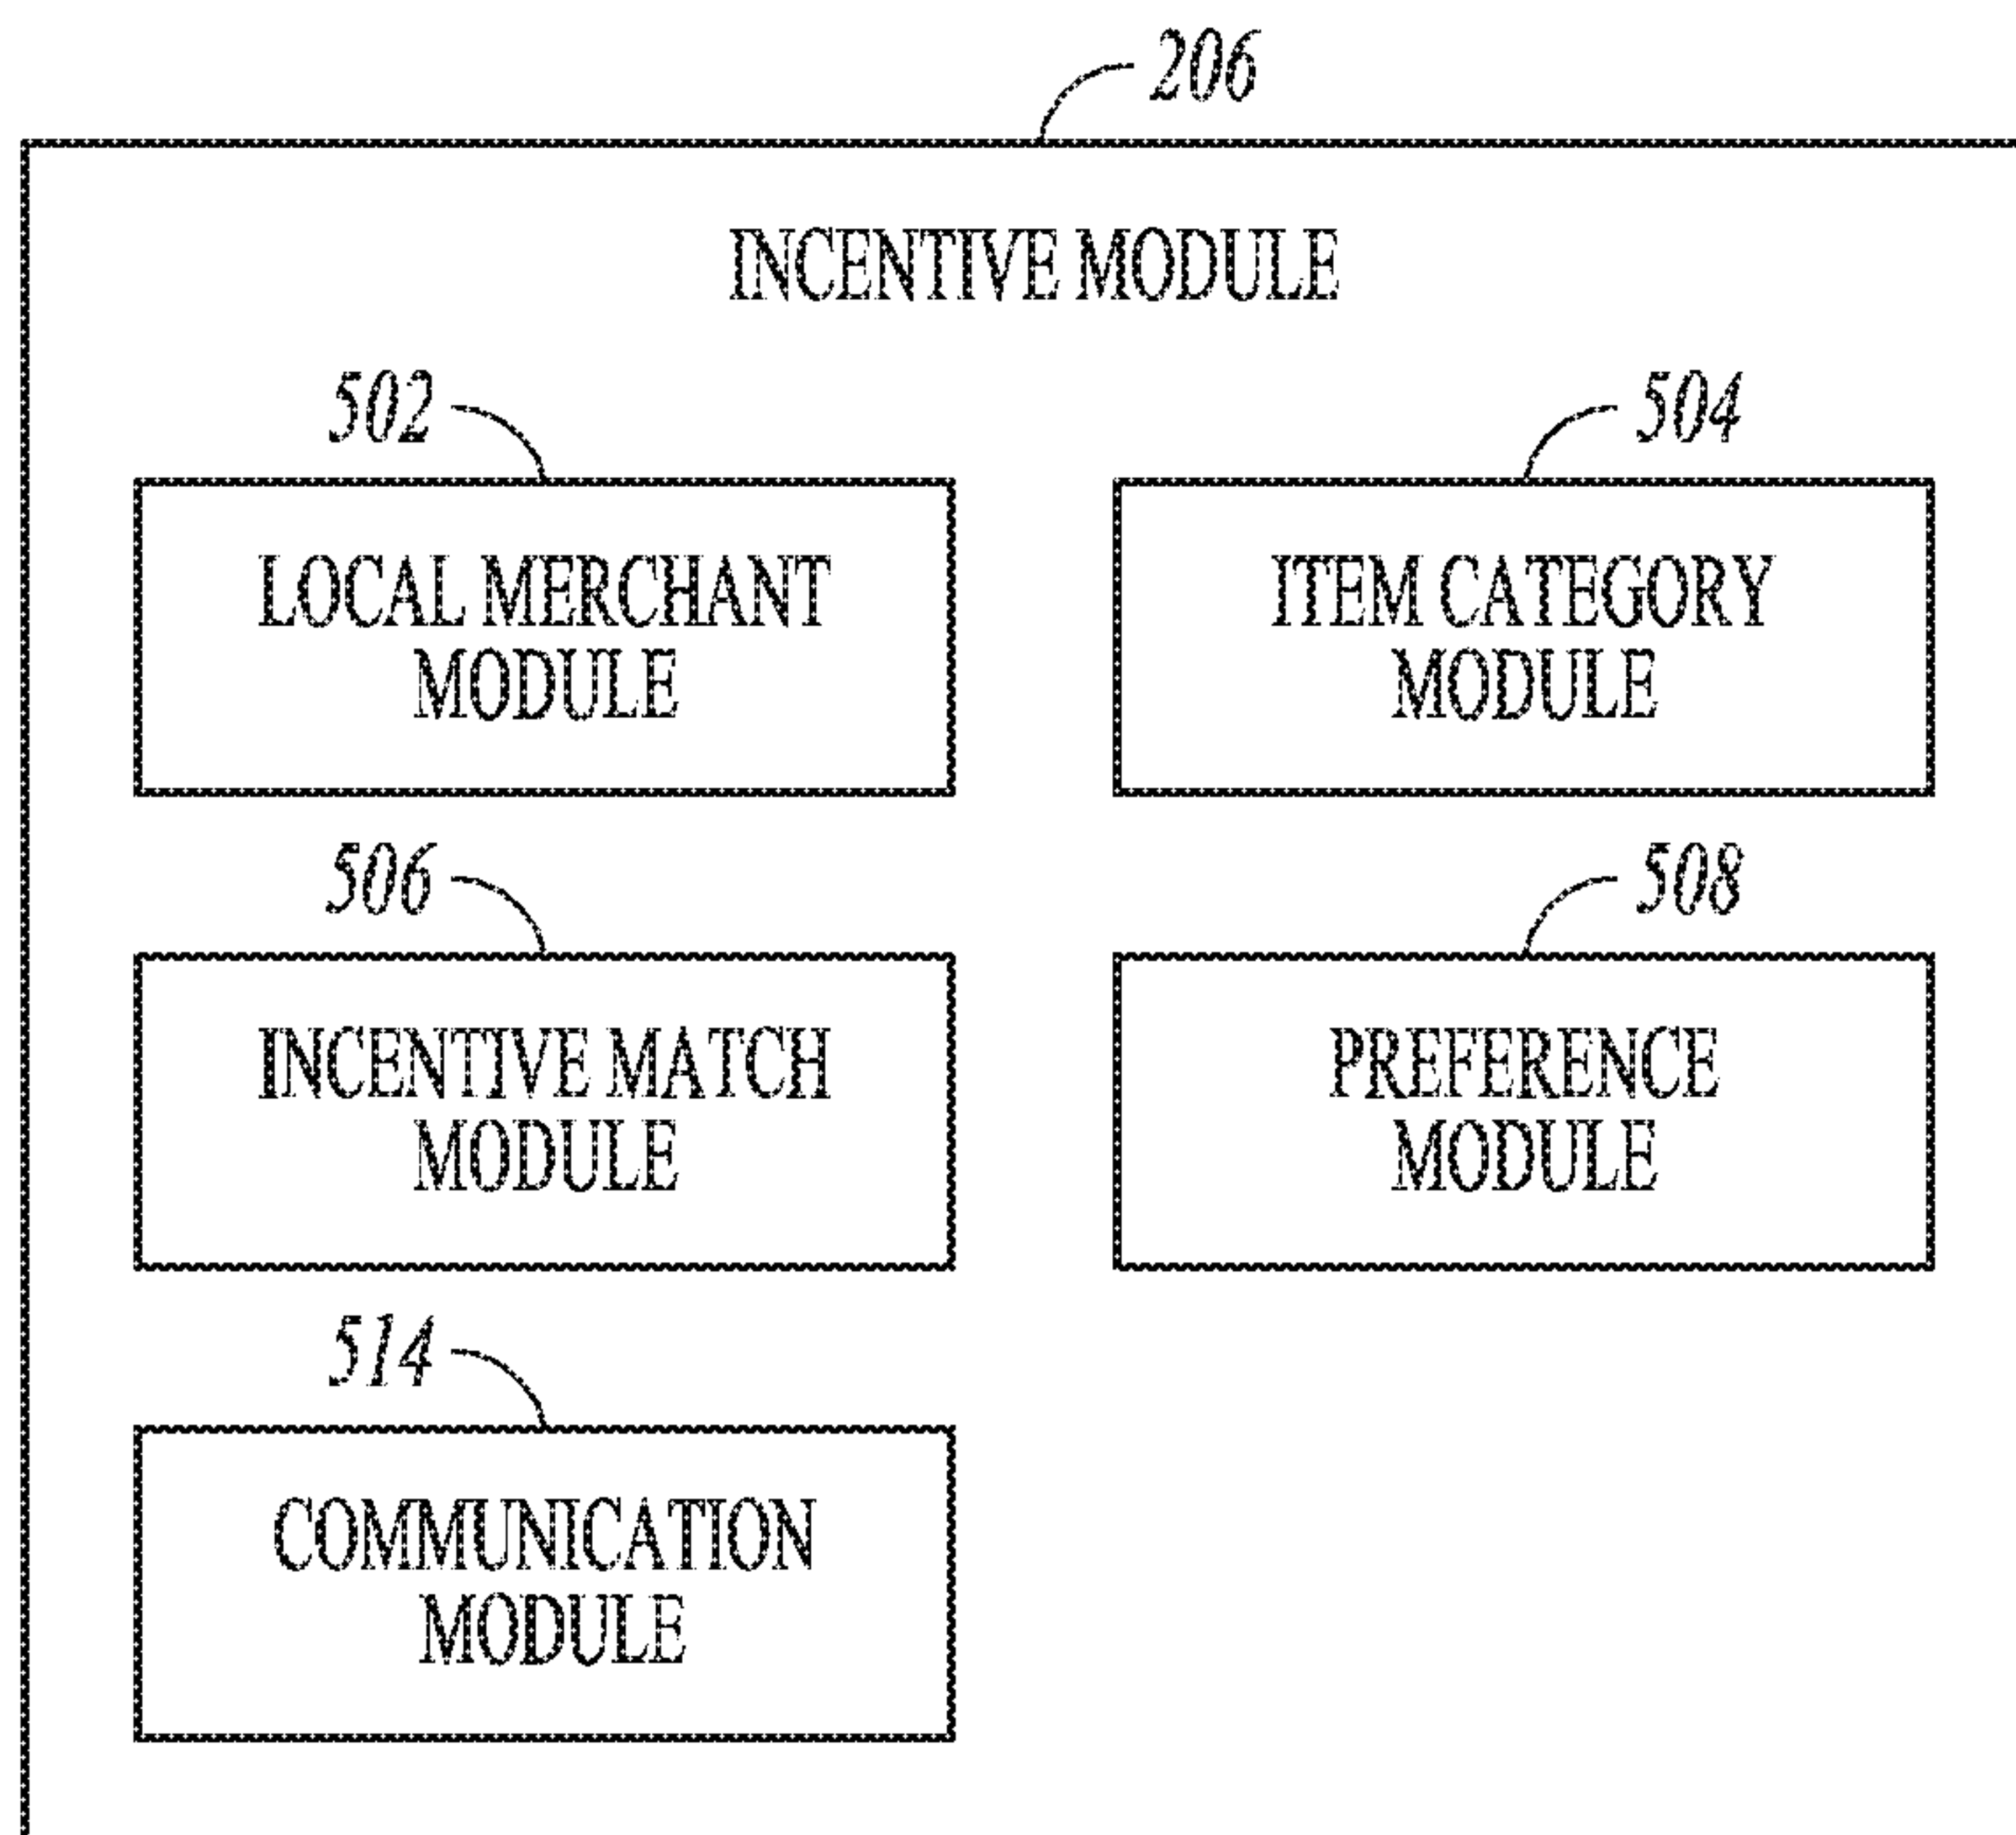 206
INCENTIVE MODULE
502
504
LOCAL MERCHANT
MODULE
ITEM CATEGORY
MODULE
506
508
INCENTIVE MATCH
MODULE
PREFERENCE
MODULE
514
COMMUNICATION
MODULE